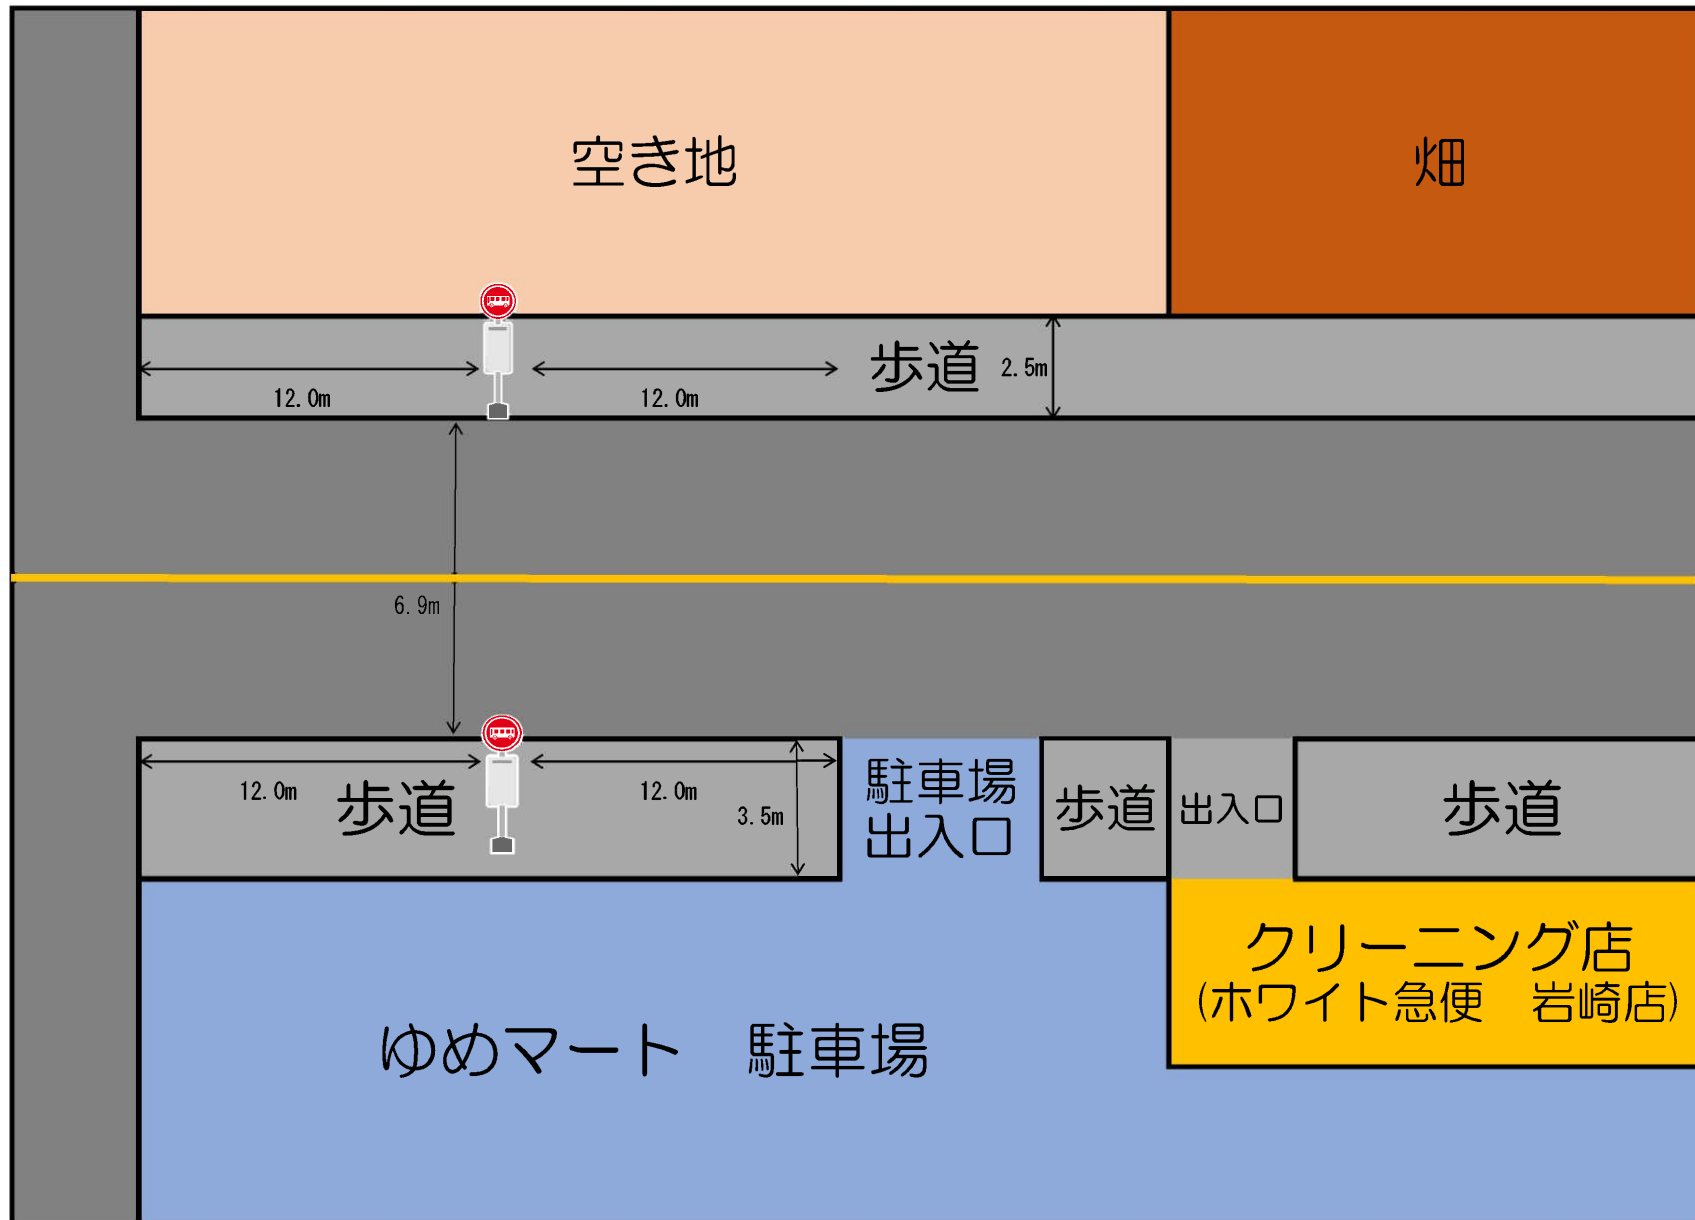 空き地
畑
歩道
2.5m
12.0m
12.0m
6.9m
12.0m
歩道
12.0m
3.5m
駐車場
出入口
歩道
出入口
歩道
クリーニング店
(ホワイト急便　岩崎店)
ゆめマート　駐車場